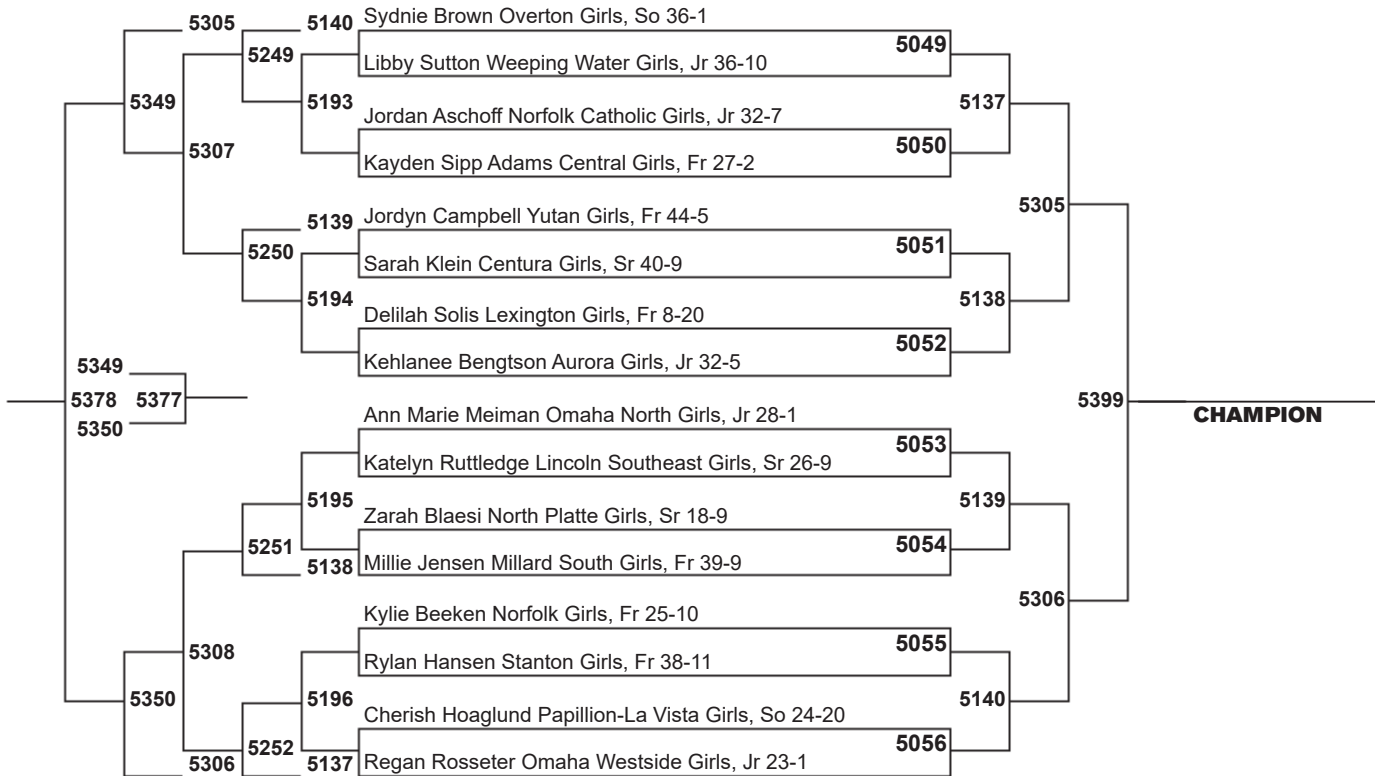 5305
5140
Sydnie Brown Overton Girls, So 36-1
5249
5049
Libby Sutton Weeping Water Girls, Jr 36-10
5349
5193
5137
Jordan Aschoff Norfolk Catholic Girls, Jr 32-7
5307
5050
Kayden Sipp Adams Central Girls, Fr 27-2
5305
5139
Jordyn Campbell Yutan Girls, Fr 44-5
5250
5051
Sarah Klein Centura Girls, Sr 40-9
5194
5138
Delilah Solis Lexington Girls, Fr 8-20
5052
Kehlanee Bengtson Aurora Girls, Jr 32-5
5349
5378
5377
5350
5399
CHAMPION
Ann Marie Meiman Omaha North Girls, Jr 28-1
5053
Katelyn Ruttledge Lincoln Southeast Girls, Sr 26-9
5195
5139
Zarah Blaesi North Platte Girls, Sr 18-9
5251
5054
5138
Millie Jensen Millard South Girls, Fr 39-9
5306
Kylie Beeken Norfolk Girls, Fr 25-10
5308
5055
Rylan Hansen Stanton Girls, Fr 38-11
5350
5196
5140
Cherish Hoaglund Papillion-La Vista Girls, So 24-20
5252
5056
5306
5137
Regan Rosseter Omaha Westside Girls, Jr 23-1